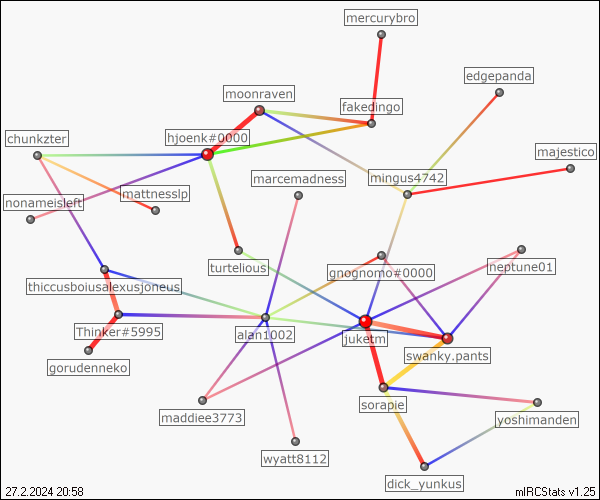 mercurybro
edgepanda
moonraven
fakedingo
hjoenk#0000
chunkzter
majestico
marcemadness
mingus4742
mattnesslp
nonameisleft
turtelious
gnognomo#0000
neptune01
thiccusboiusalexusjoneus
Thinker#5995
alan1002
juketm
swanky.pants
gorudenneko
sorapie
maddiee3773
yoshimanden
wyatt8112
dick_yunkus
27.2.2024 20:58
mIRCStats v1.25